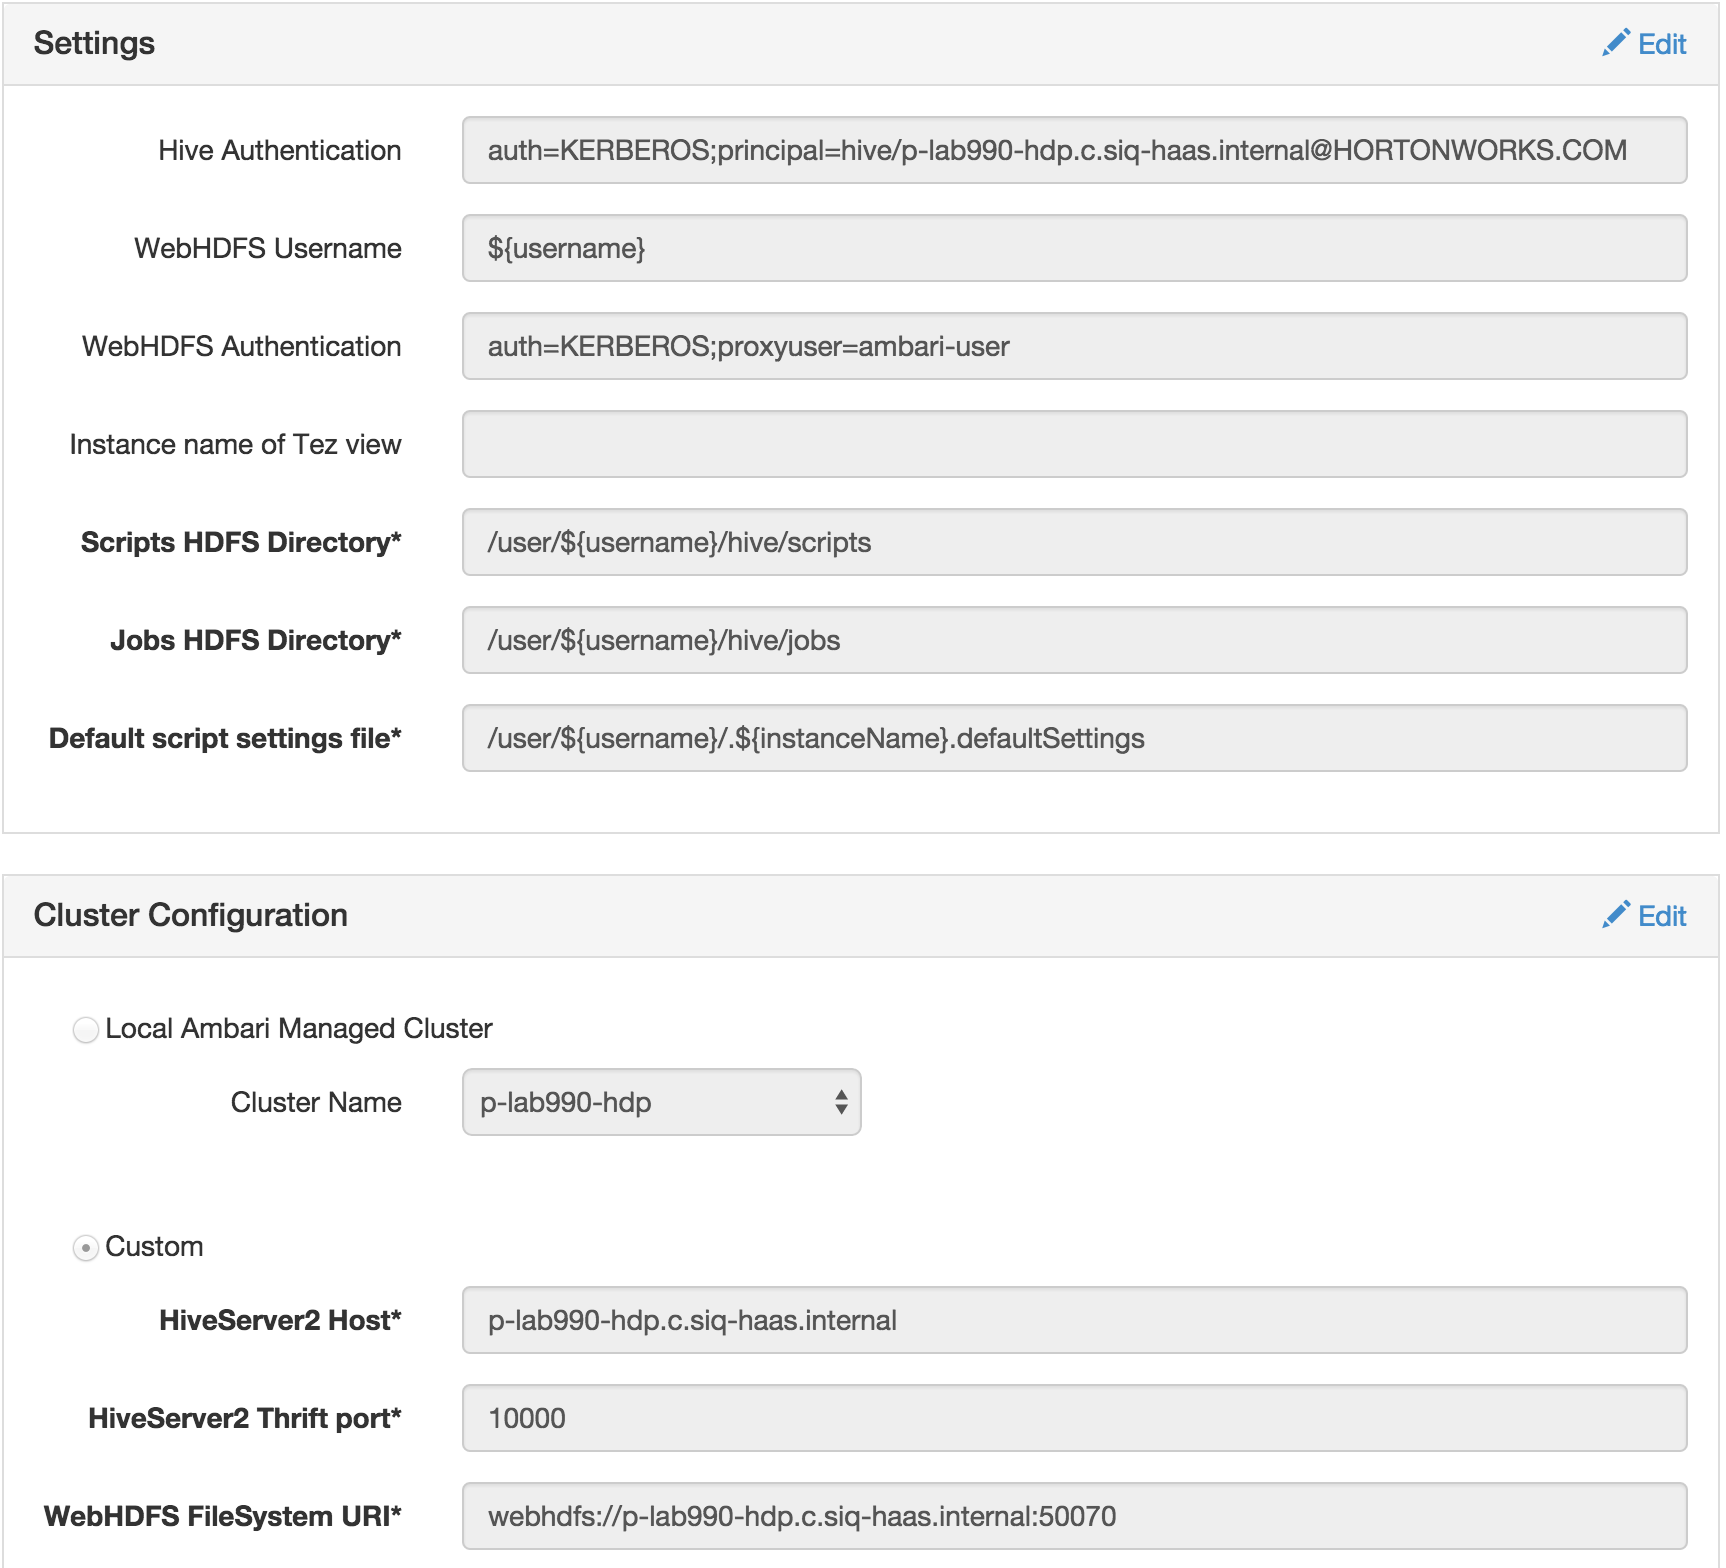 Settings
Edit
Hive Authentication auth=KERBEROS;principal=hive/p-lab990-hdp.c.siq-haas.internal@HORTONWORKS.COM
WebHDFS Username ${username}
WebHDFS Authentication auth=KERBEROS;proxyuser=ambari-user
Instance name of Tez view
Scripts HDFS Directory* /user/${username}/hive/scripts
Jobs HDFS Directory* /user/${username}/hive/jobs
Default script settings file* /user/${username}/.${instanceName}.defaultSettings
Cluster Configuration
Edit
Local Ambari Managed Cluster
Cluster Name p-lab990-hdp
Custom
HiveServer2 Host* p-lab990-hdp.c.siq-haas.internal
HiveServer2 Thrift port* 10000
WebHDFS FileSystem URI* webhdfs://p-lab990-hdp.c.siq-haas.internal:50070